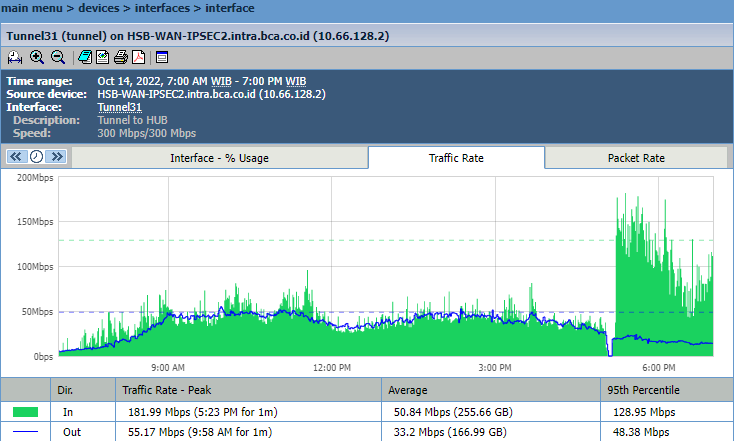 main menu > devices > interfaces > interface
Tunnel31 (tunnel) on HSB-WAN-IPSEC2.intra.bca.co.id (10.66.128.2)
Time range: Oct 14, 2022, 7:00 AM WIB - 7:00 PM WIB
Source device: HSB-WAN-IPSEC2.intra.bca.co.id (10.66.128.2)
Interface: Tunnel31
Description: Tunnel to HUB
Speed: 300 Mbps/300 Mbps
Interface - % Usage Traffic Rate Packet Rate
200Mbps
150Mbps
100Mbps
50Mbps
0bps
9:00 AM 12:00 PM 3:00 PM 6:00 PM
Dir. Traffic Rate - Peak Average 95th Percentile
In 181.99 Mbps (5:23 PM for 1m) 50.84 Mbps (255.66 GB) 128.95 Mbps
Out 55.17 Mbps (9:58 AM for 1m) 33.2 Mbps (166.99 GB) 48.38 Mbps